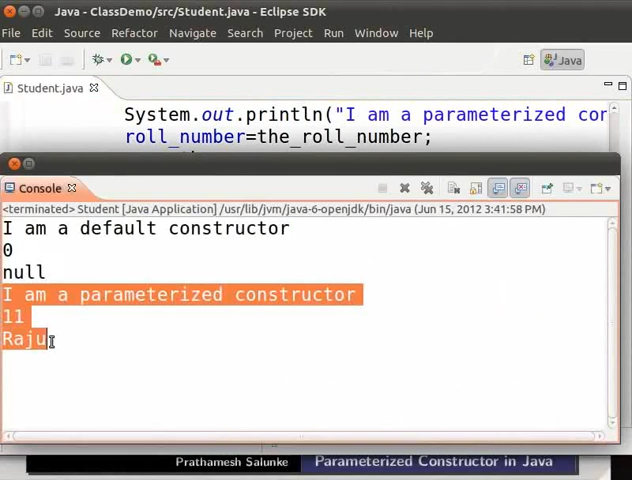 Java - ClassDemo/src/Student.java - Eclipse SDK
File Edit Source Refactor Navigate Search Project Run Window Help
Java
Student.java
System.out.println("I am a parameterized con
roll_number=the_roll_number;
Console
<terminated> Student [Java Application] /usr/lib/jvm/java-6-openjdk/bin/java (Jun 15, 2012 3:41:58 PM)
I am a default constructor
0
null
I am a parameterized constructor
11
Raju
Prathamesh Salunke Parameterized Constructor in Java